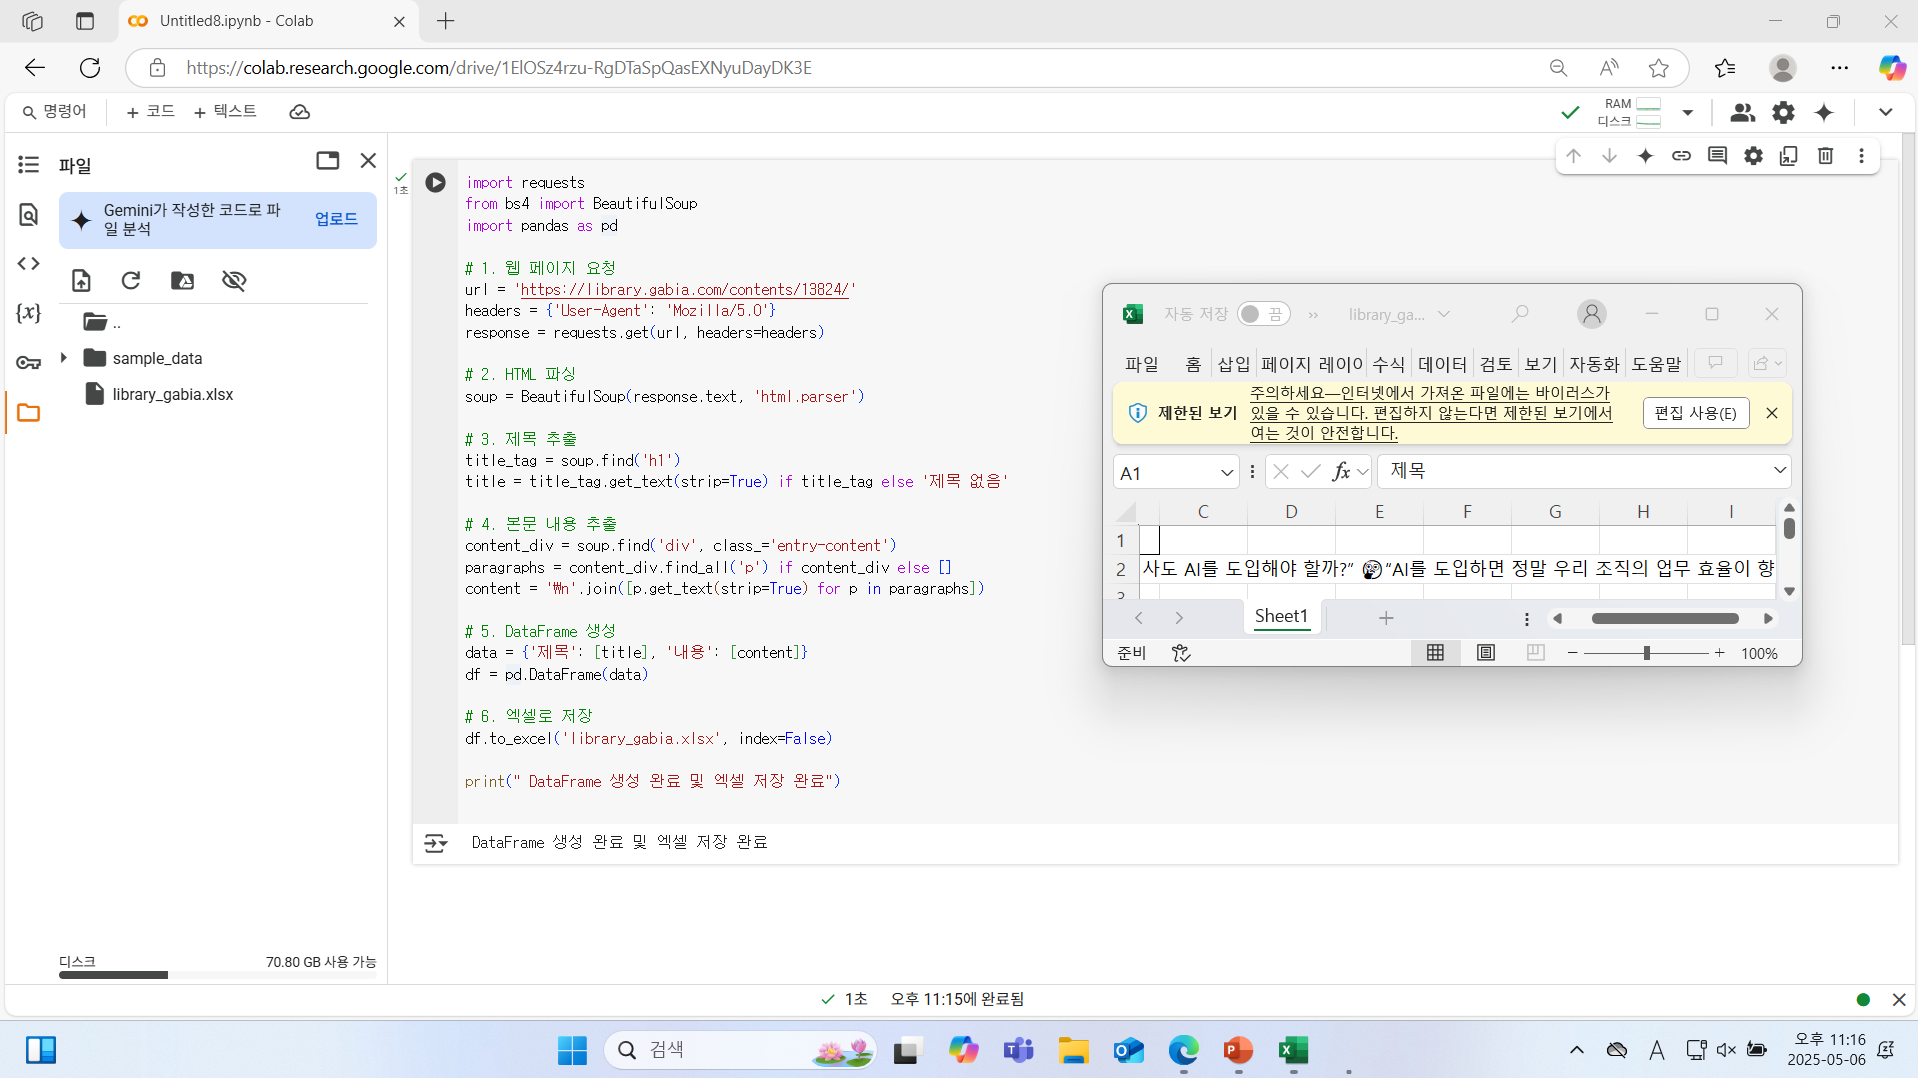 Untitled8.ipynb - Colab
https://colab.research.google.com/drive/1ElOSz4rzu-RgDTaSpQasEXNyuDayDK3E
명령어
+ 코드
+ 텍스트
RAM
디스크
파일
Gemini가 작성한 코드로 파
일 분석
업로드
..
sample_data
library_gabia.xlsx
디스크
70.80 GB 사용 가능
1초
import requests
from bs4 import BeautifulSoup
import pandas as pd
# 1. 웹 페이지 요청
url = 'https://library.gabia.com/contents/13824/'
headers = {'User-Agent': 'Mozilla/5.0'}
response = requests.get(url, headers=headers)
# 2. HTML 파싱
soup = BeautifulSoup(response.text, 'html.parser')
# 3. 제목 추출
title_tag = soup.find('h1')
title = title_tag.get_text(strip=True) if title_tag else '제목 없음'
# 4. 본문 내용 추출
content_div = soup.find('div', class_='entry-content')
paragraphs = content_div.find_all('p') if content_div else []
content = '₩n'.join([p.get_text(strip=True) for p in paragraphs])
# 5. DataFrame 생성
data = {'제목': [title], '내용': [content]}
df = pd.DataFrame(data)
# 6. 엑셀로 저장
df.to_excel('library_gabia.xlsx', index=False)
print(" DataFrame 생성 완료 및 엑셀 저장 완료")
DataFrame 생성 완료 및 엑셀 저장 완료
자동 저장
끔
library_ga...
파일 홈 삽입 페이지 레이아 수식 데이터 검토 보기 자동화 도움말
제한된 보기
주의하세요—인터넷에서 가져온 파일에는 바이러스가
있을 수 있습니다. 편집하지 않는다면 제한된 보기에서
여는 것이 안전합니다.
편집 사용(E)
A1
fx
제목
C D E F G H I
1
2
사도 AI를 도입해야 할까?” “AI를 도입하면 정말 우리 조직의 업무 효율이 향
3
Sheet1
준비
100%
1초 오후 11:15에 완료됨
검색
오후 11:16
2025-05-06